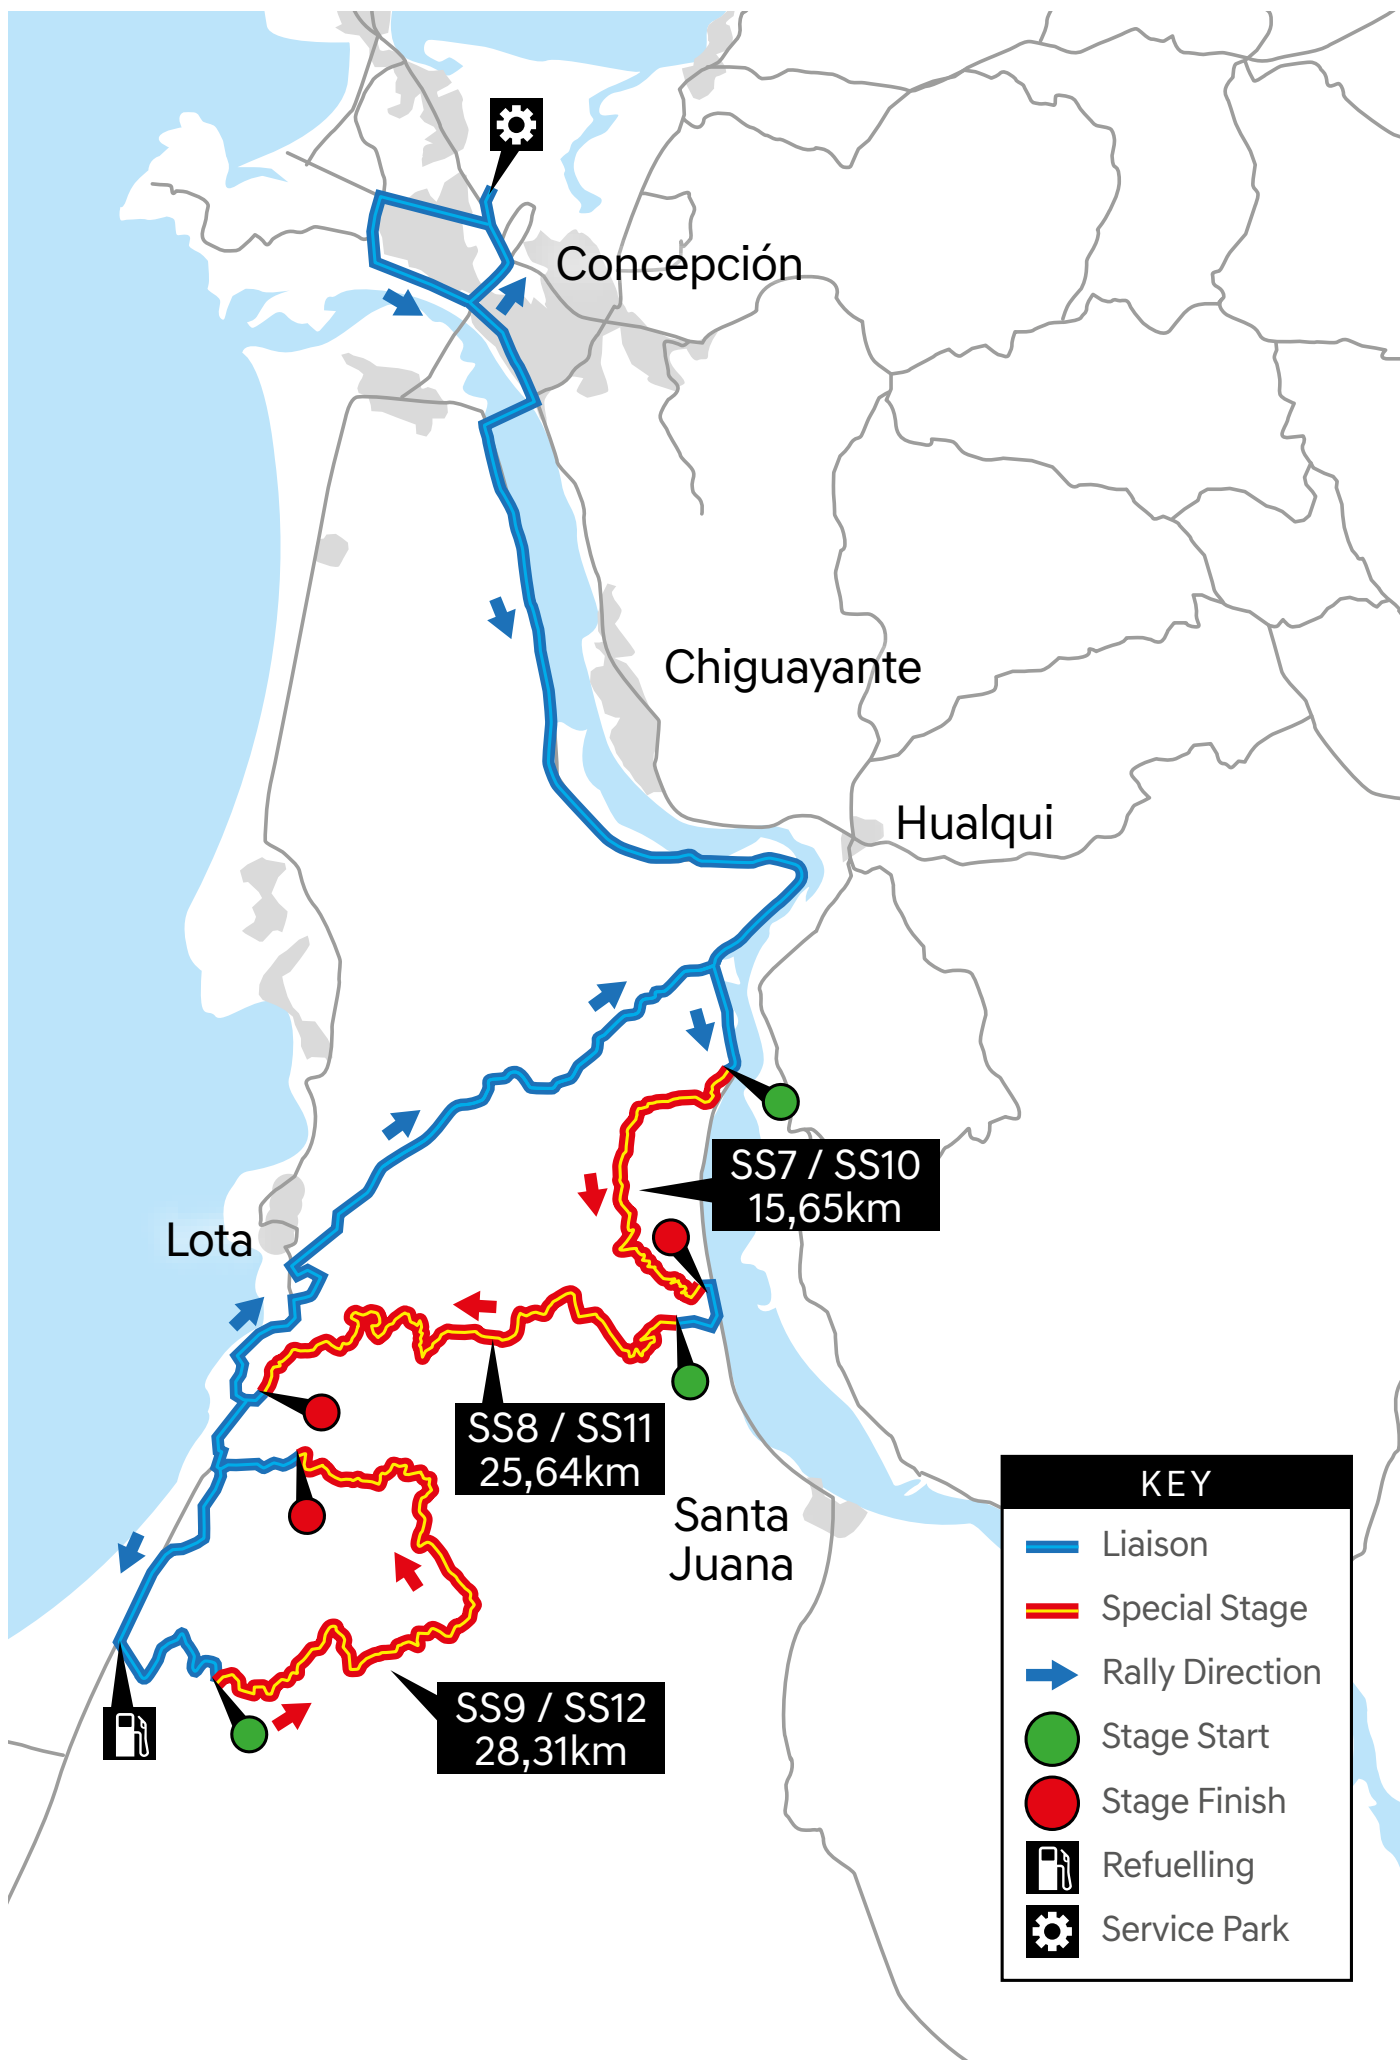 Concepción
Chiguayante
Hualqui
SS7 / SS10
15,65km
Lota
SS8 / SS11
25,64km
Santa
Juana
SS9 / SS12
28,31km
KEY
Liaison
Special Stage
Rally Direction
Stage Start
Stage Finish
Refuelling
Service Park